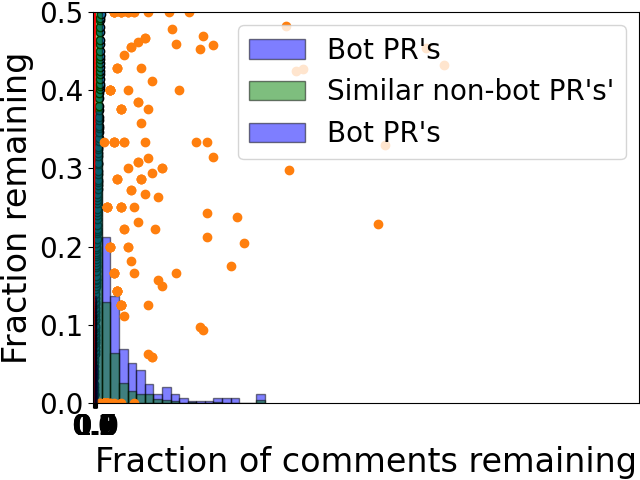 Fraction remaining
0.5
0.4
0.3
0.2
0.1
0.0
Bot PR's
Similar non-bot PR's'
Bot PR's
Fraction of comments remaining